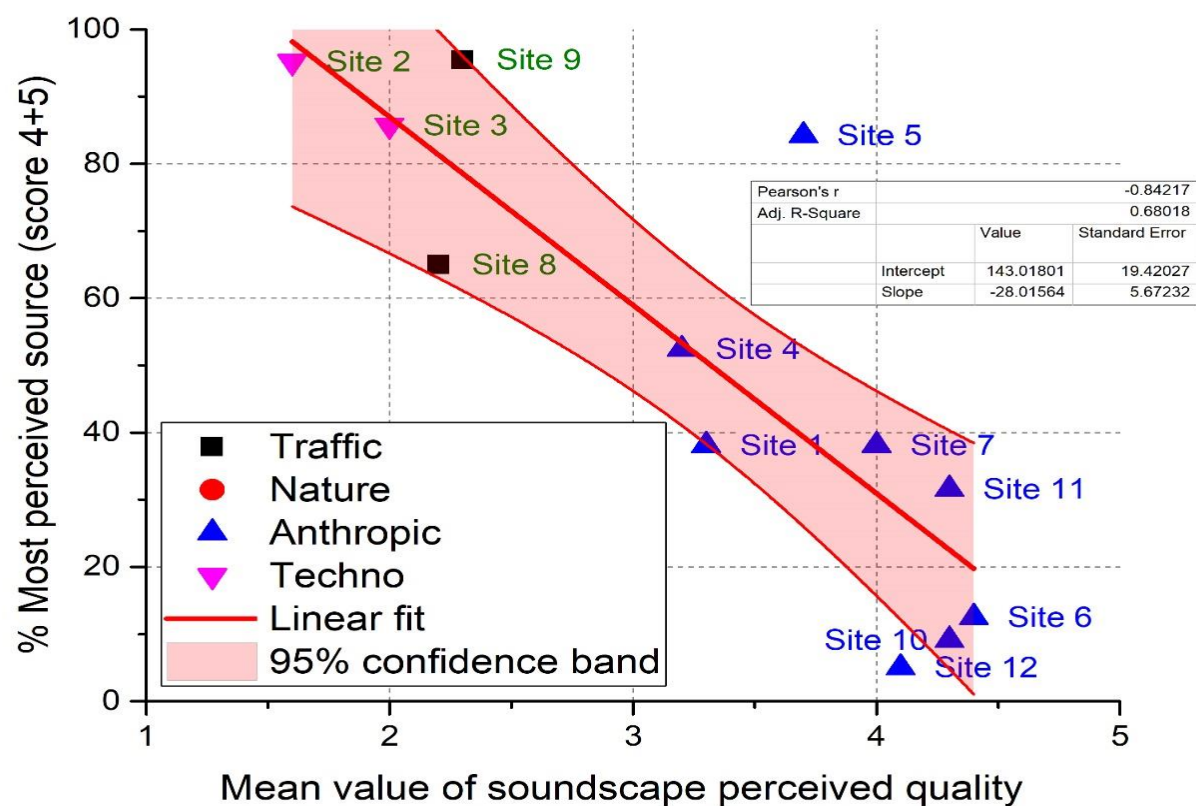 % Most perceived source (score 4+5)
100
80
60
40
20
0
Site 2
Site 9
Site 3
Site 5
Site 8
Site 4
Site 1
Site 7
Site 11
Site 6
Site 10
Site 12
Pearson's r -0.84217
Adj. R-Square 0.68018
Value Standard Error
Intercept 143.01801 19.42027
Slope -28.01564 5.67232
Traffic
Nature
Anthropic
Techno
Linear fit
95% confidence band
1 2 3 4 5
Mean value of soundscape perceived quality